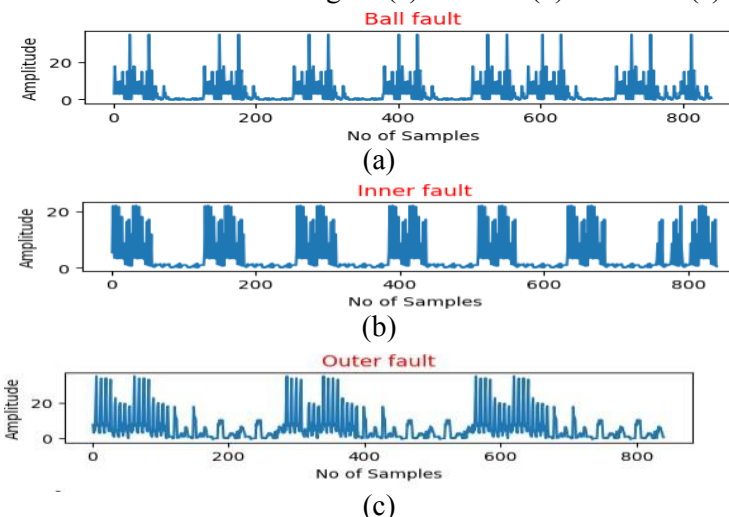 Ball fault
Amplitude
20
0
0 200 400 600 800
No of Samples
(a)
Inner fault
Amplitude
20
0
0 200 400 600 800
No of Samples
(b)
Outer fault
Amplitude
20
0
0 200 400 600 800
No of Samples
(c)